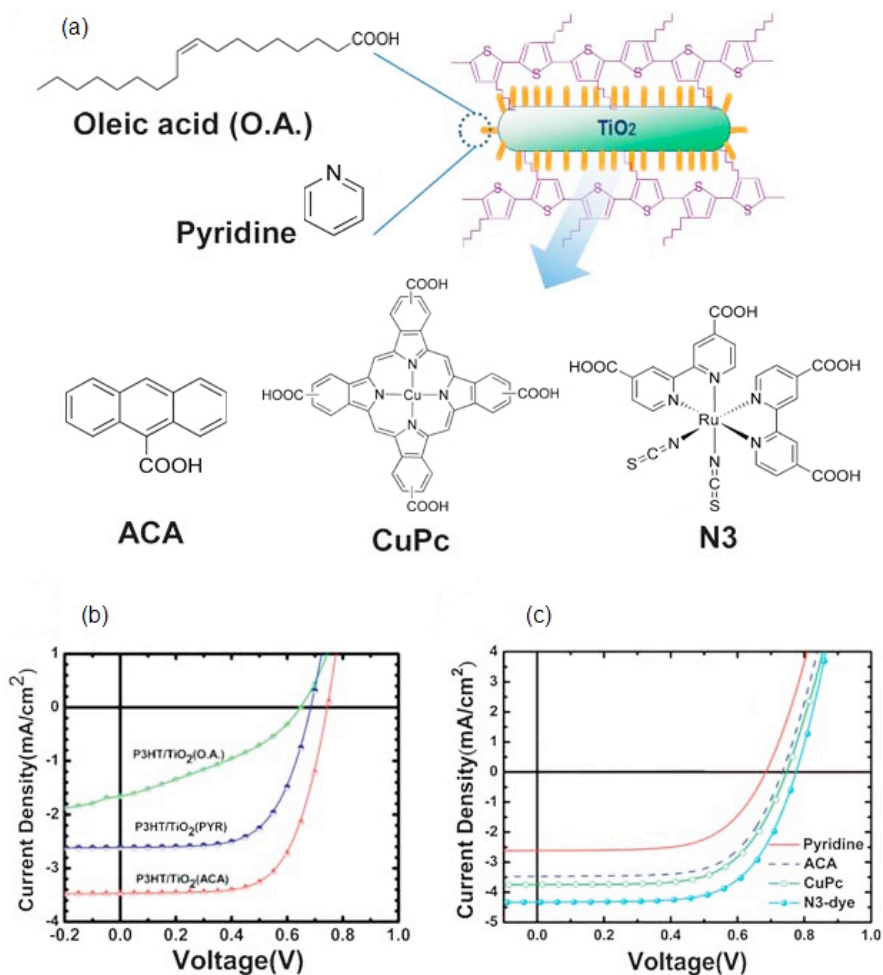 (a)
COOH
Oleic acid (O.A.)
N
Pyridine
S S S S S S
TiO2
S S S S S S
COOH
ACA
COOH
HOOC
N
N Cu N
N
COOH
COOH
CuPc
COOH
HOOC
N
N
COOH
Ru
N
N
N
S C
N
C
S
COOH
N3
(b)
Current Density(mA/cm2)
1
0
-1
-2
-3
-4
P3HT/TiO2(O.A.)
P3HT/TiO2(PYR)
P3HT/TiO2(ACA)
-0.2 0.0 0.2 0.4 0.6 0.8 1.0
Voltage(V)
(c)
Current Density(mA/cm2)
4
3
2
1
0
-1
-2
-3
-4
-5
Pyridine
ACA
CuPc
N3-dye
0.0 0.2 0.4 0.6 0.8 1.0
Voltage(V)